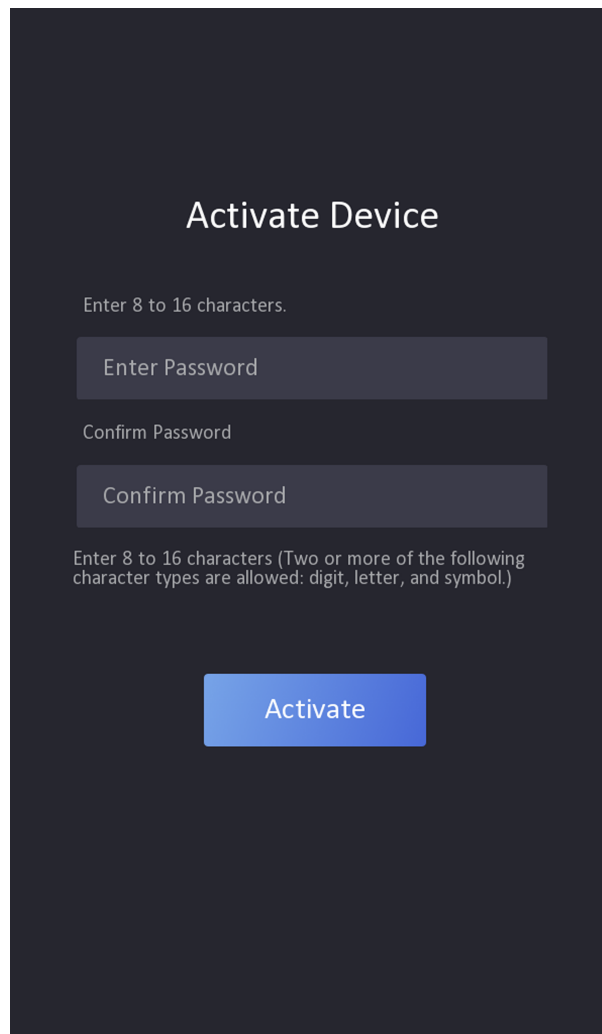 Activate Device
Enter 8 to 16 characters.
Enter Password
Confirm Password
Confirm Password
Enter 8 to 16 characters (Two or more of the following
character types are allowed: digit, letter, and symbol.)
Activate